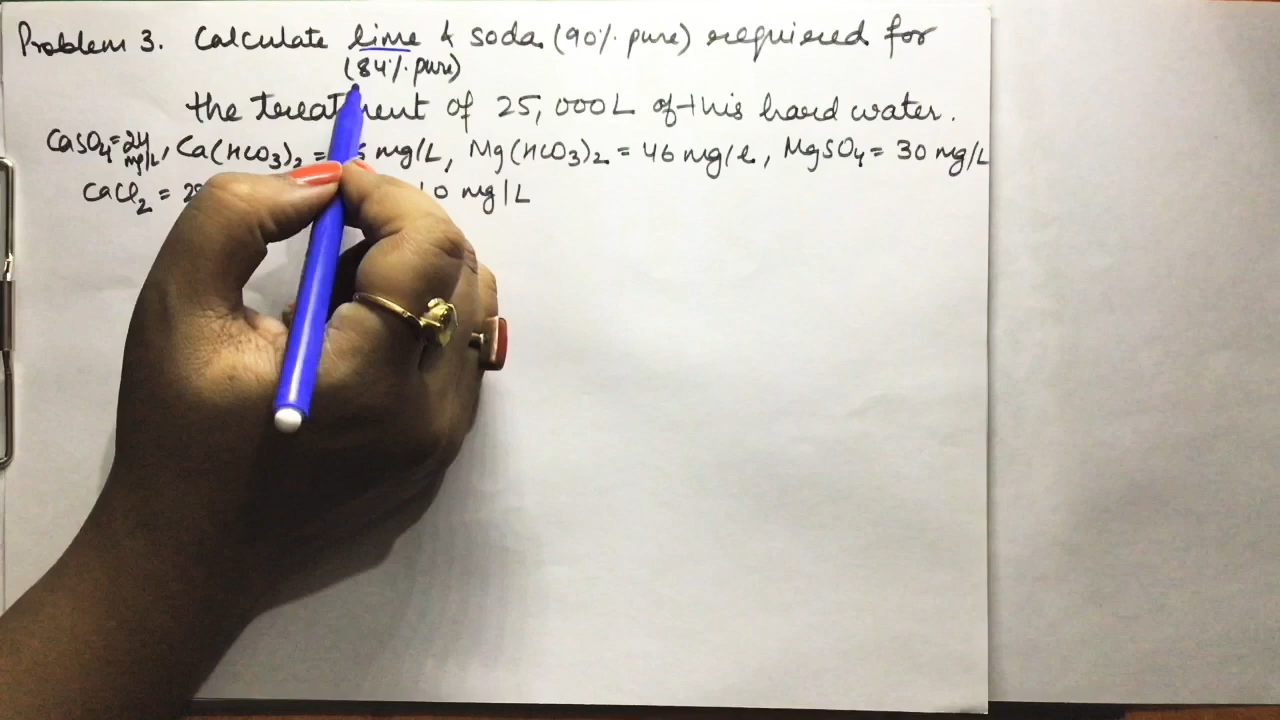 Problem 3. Calculate lime & soda (90% pure) required for
(84% pure)
the treatment of 25,000L of this hard water.
CaSO4=24 mg/L, Ca(HCO3)2 = mg/L, Mg(HCO3)2 = 46 mg/l, MgSO4 = 30 mg/L
CaCl2 = mg/L